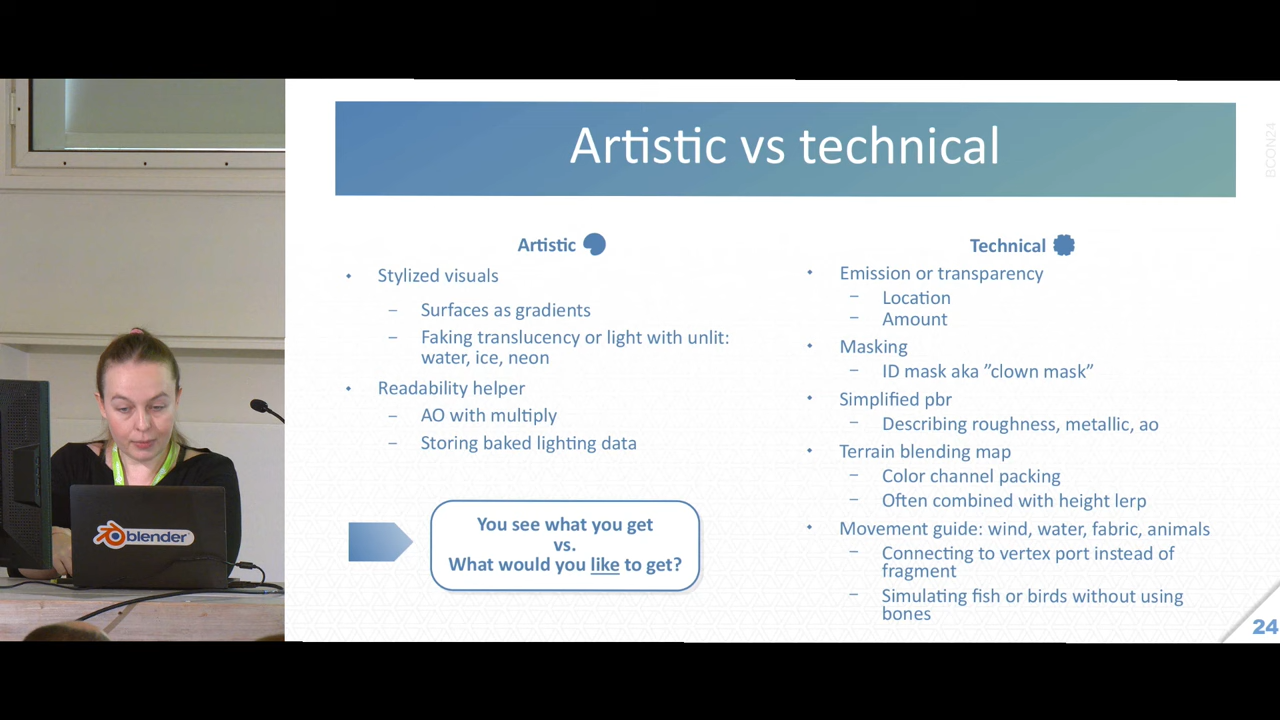 Artistic vs technical
BCON24
Artistic
• Stylized visuals
– Surfaces as gradients
– Faking translucency or light with unlit:
water, ice, neon
• Readability helper
– AO with multiply
– Storing baked lighting data
You see what you get
vs.
What would you like to get?
Technical
• Emission or transparency
– Location
– Amount
• Masking
– ID mask aka ”clown mask”
• Simplified pbr
– Describing roughness, metallic, ao
• Terrain blending map
– Color channel packing
– Often combined with height lerp
• Movement guide: wind, water, fabric, animals
– Connecting to vertex port instead of
fragment
– Simulating fish or birds without using
bones
24
blender